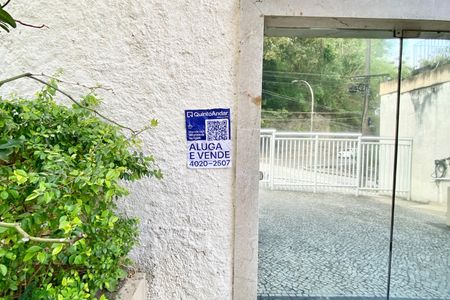 QuintoAndar
ALUGA
E VENDE
4020-2507